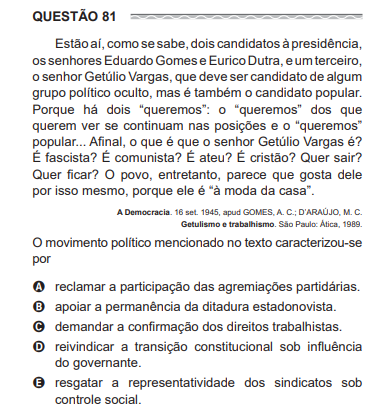 QUESTÃO 81
Estão aí, como se sabe, dois candidatos à presidência,
os senhores Eduardo Gomes e Eurico Dutra, e um terceiro,
o senhor Getúlio Vargas, que deve ser candidato de algum
grupo político oculto, mas é também o candidato popular.
Porque há dois “queremos”: o “queremos” dos que
querem ver se continuam nas posições e o “queremos”
popular... Afinal, o que é que o senhor Getúlio Vargas é?
É fascista? É comunista? É ateu? É cristão? Quer sair?
Quer ficar? O povo, entretanto, parece que gosta dele
por isso mesmo, porque ele é “à moda da casa”.
A Democracia. 16 set. 1945, apud GOMES, A. C.; D’ARAÚJO, M. C.
Getulismo e trabalhismo. São Paulo: Ática, 1989.
O movimento político mencionado no texto caracterizou-se
por
A reclamar a participação das agremiações partidárias.
B apoiar a permanência da ditadura estadonovista.
C demandar a confirmação dos direitos trabalhistas.
D reivindicar a transição constitucional sob influência
do governante.
E resgatar a representatividade dos sindicatos sob
controle social.